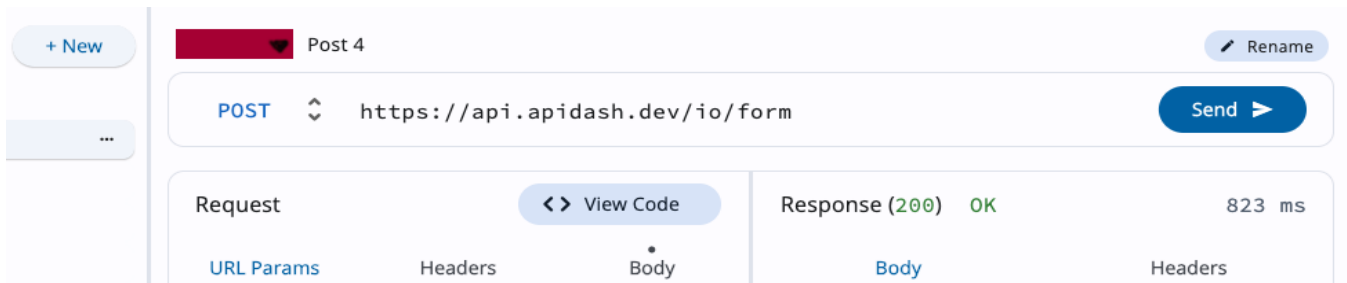 + New
Post 4
Rename
POST https://api.apidash.dev/io/form Send
Request <> View Code Response (200) OK 823 ms
URL Params Headers Body Body Headers